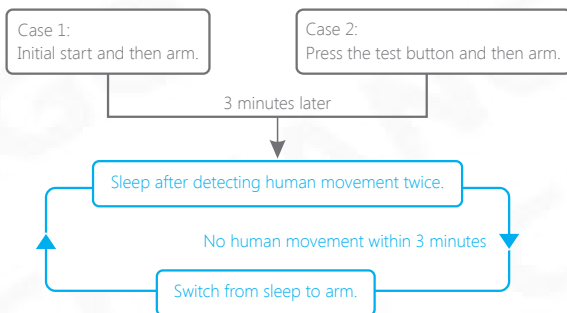 Case 1:
Initial start and then arm.
Case 2:
Press the test button and then arm.
3 minutes later
Sleep after detecting human movement twice.
No human movement within 3 minutes
Switch from sleep to arm.